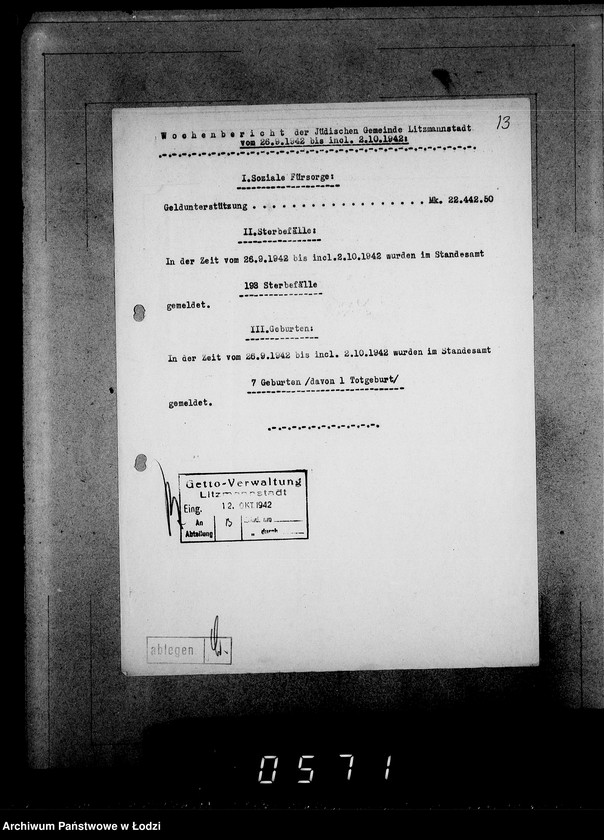 13
Wochenbericht der Jüdischen Gemeinde Litzmannstadt
vom 26.9.1942 bis incl. 2.10.1942:
I.Soziale Fürsorge:
Geldunterstützung . . . . . . . . . . . . . . . . . . Mk. 22.442.50
II.Sterbefälle:
In der Zeit vom 26.9.1942 bis incl.2.10.1942 wurden im Standesamt
193 Sterbefälle
gemeldet.
III.Geburten:
In der Zeit vom 26.9.1942 bis incl. 2.10.1942 wurden im Standesamt
7 Geburten /davon 1 Totgeburt/
gemeldet.
Getto-Verwaltung
Litzmannstadt
Eing. 12. OKT. 1942
An
Abteilung
durch
ablegen
0571
Archiwum Państwowe w Łodzi